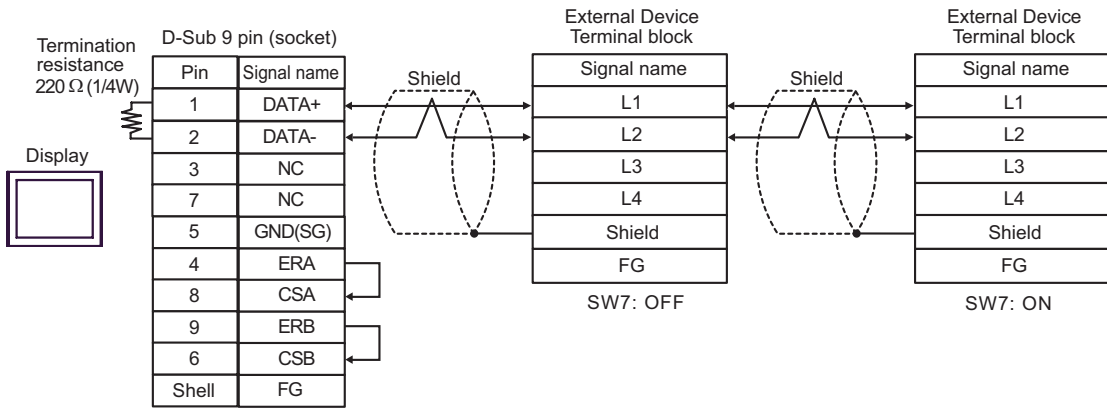 Termination
resistance
220 Ω (1/4W)
Display
D-Sub 9 pin (socket)
Pin Signal name
1 DATA+
2 DATA-
3 NC
7 NC
5 GND(SG)
4 ERA
8 CSA
9 ERB
6 CSB
Shell FG
Shield
External Device
Terminal block
Signal name
L1
L2
L3
L4
Shield
FG
SW7: OFF
Shield
External Device
Terminal block
Signal name
L1
L2
L3
L4
Shield
FG
SW7: ON